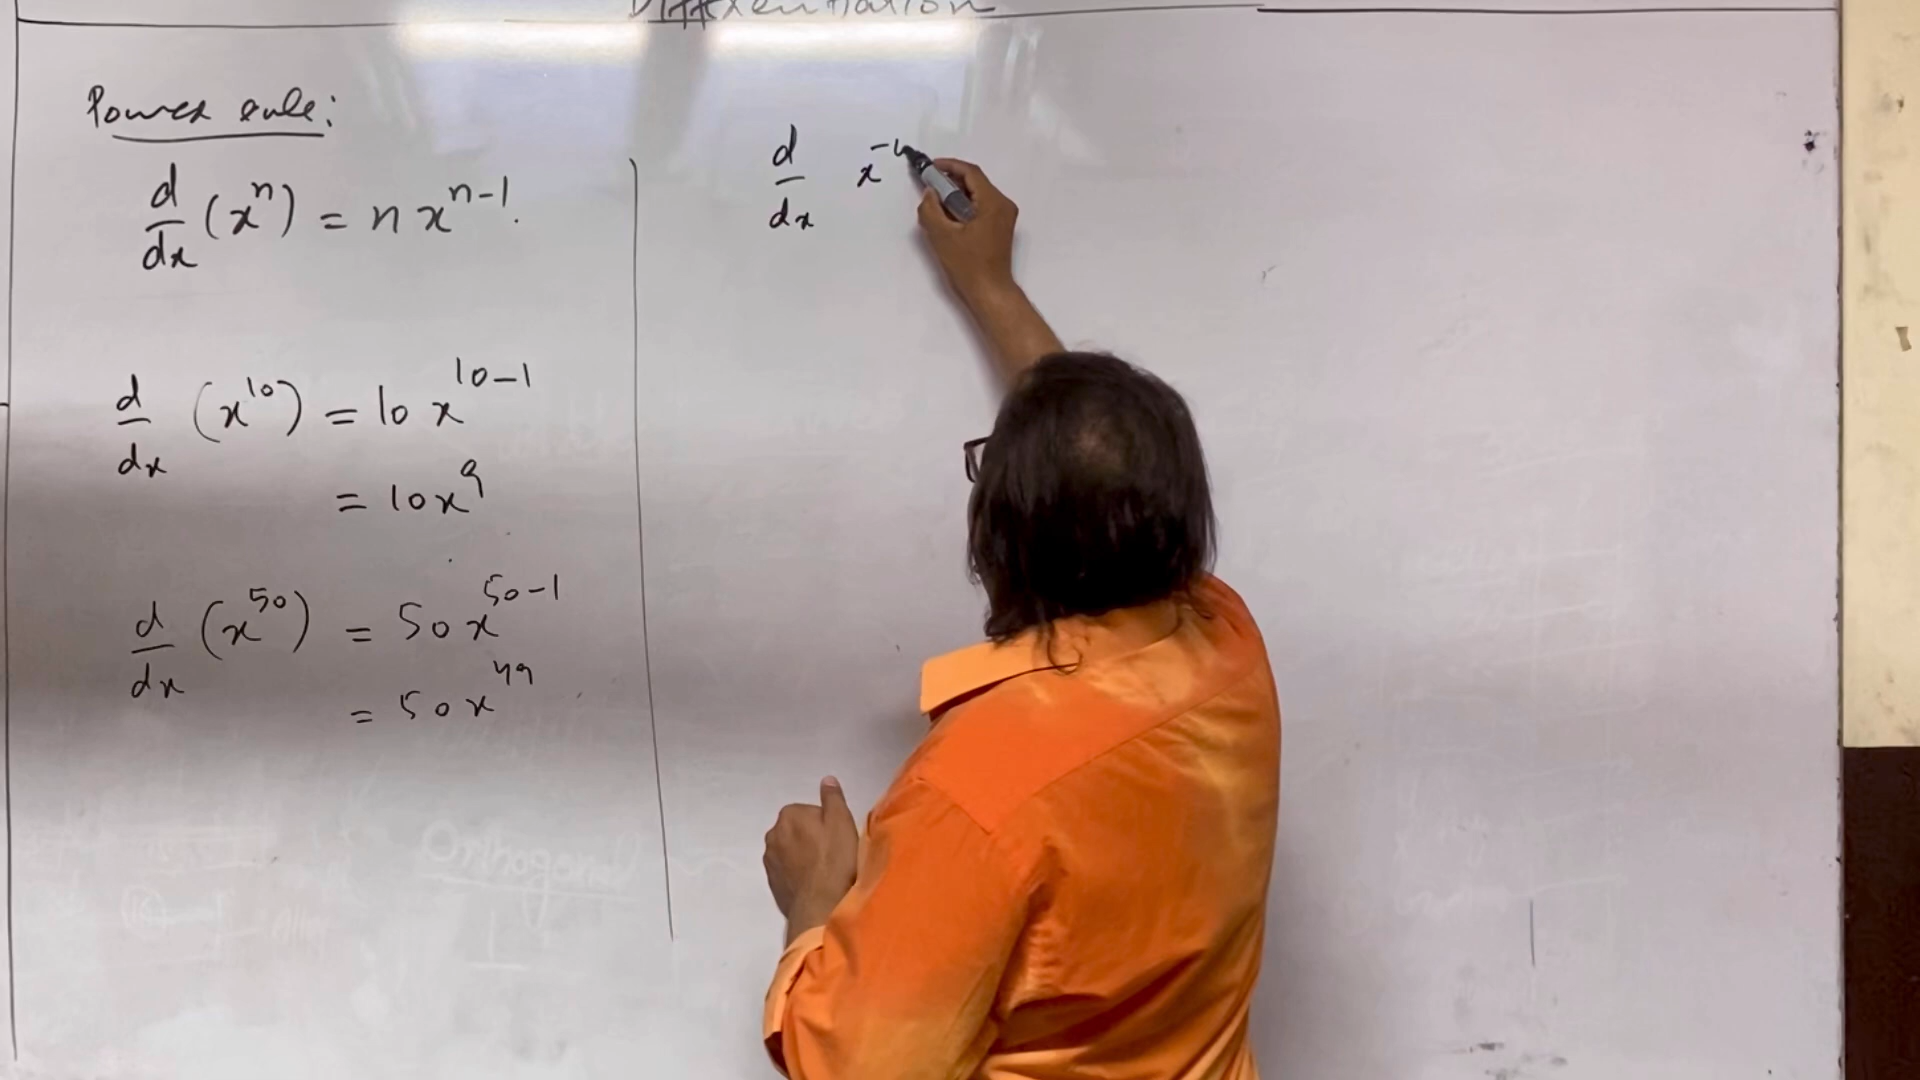 Differentiation
Power rule:
d/dx (x^n) = n x^{n-1}.
d/dx (x^{10}) = 10 x^{10-1}
= 10x^9
d/dx (x^{50}) = 50 x^{50-1}
= 50x^{49}
d/dx x^{-4